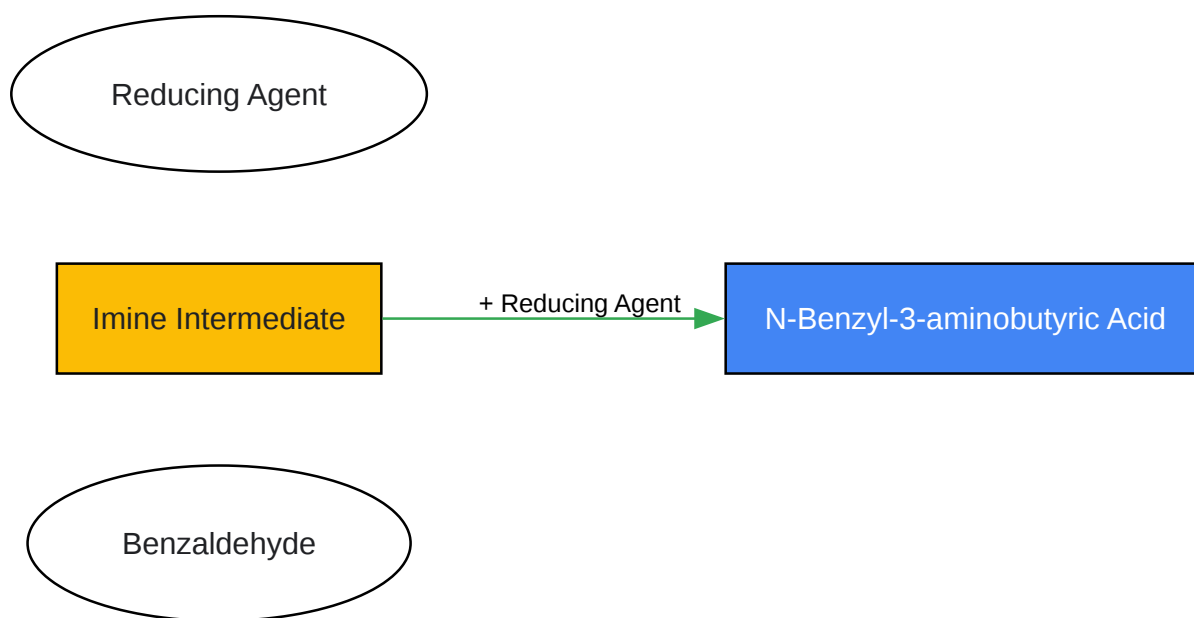 Reducing Agent
Imine Intermediate
+ Reducing Agent
N-Benzyl-3-aminobutyric Acid
Benzaldehyde